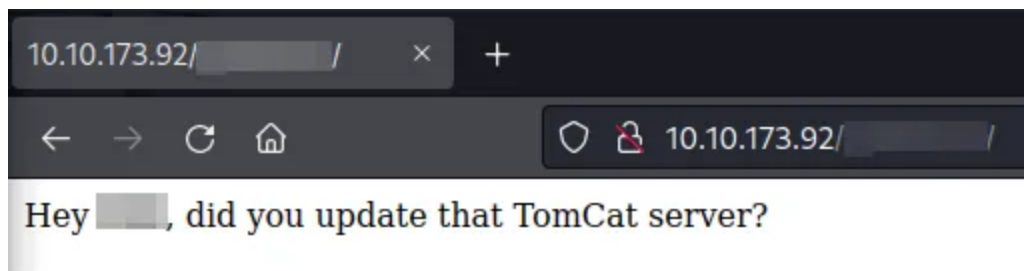 10.10.173.92/ /
10.10.173.92/ /
Hey , did you update that TomCat server?